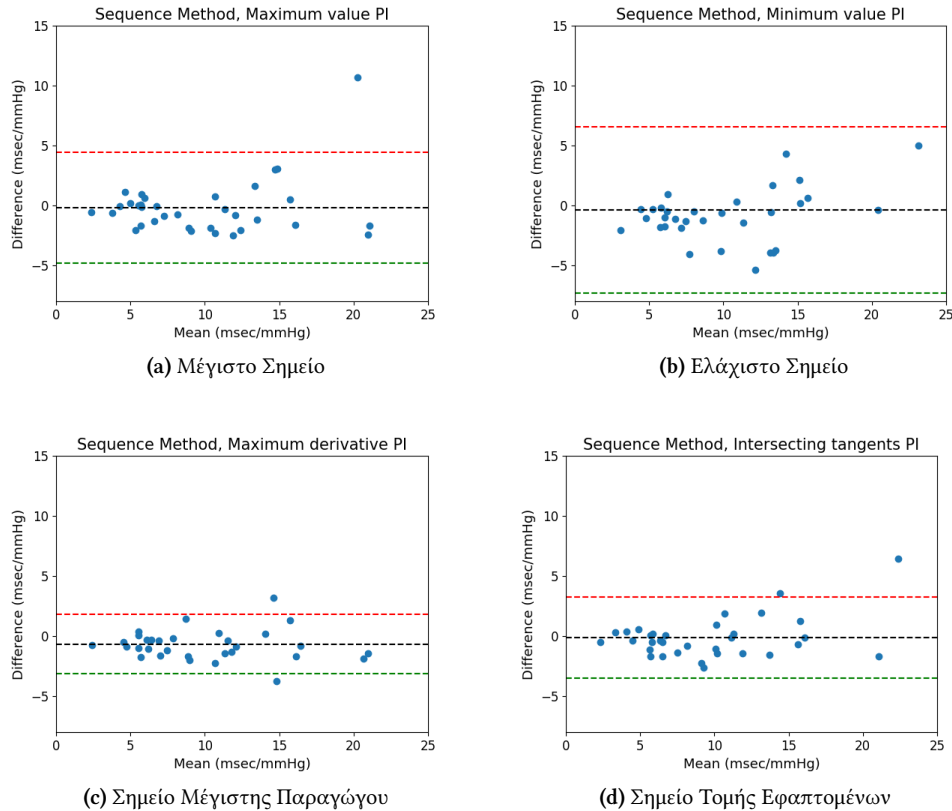 Sequence Method, Maximum value PI
15
10
5
0
−5
Difference (msec/mmHg)
0 5 10 15 20 25
Mean (msec/mmHg)
(a) Μέγιστο Σημείο
Sequence Method, Minimum value PI
15
10
5
0
−5
Difference (msec/mmHg)
0 5 10 15 20 25
Mean (msec/mmHg)
(b) Ελάχιστο Σημείο
Sequence Method, Maximum derivative PI
15
10
5
0
−5
Difference (msec/mmHg)
0 5 10 15 20 25
Mean (msec/mmHg)
(c) Σημείο Μέγιστης Παραγώγου
Sequence Method, Intersecting tangents PI
15
10
5
0
−5
Difference (msec/mmHg)
0 5 10 15 20 25
Mean (msec/mmHg)
(d) Σημείο Τομής Εφαπτομένων